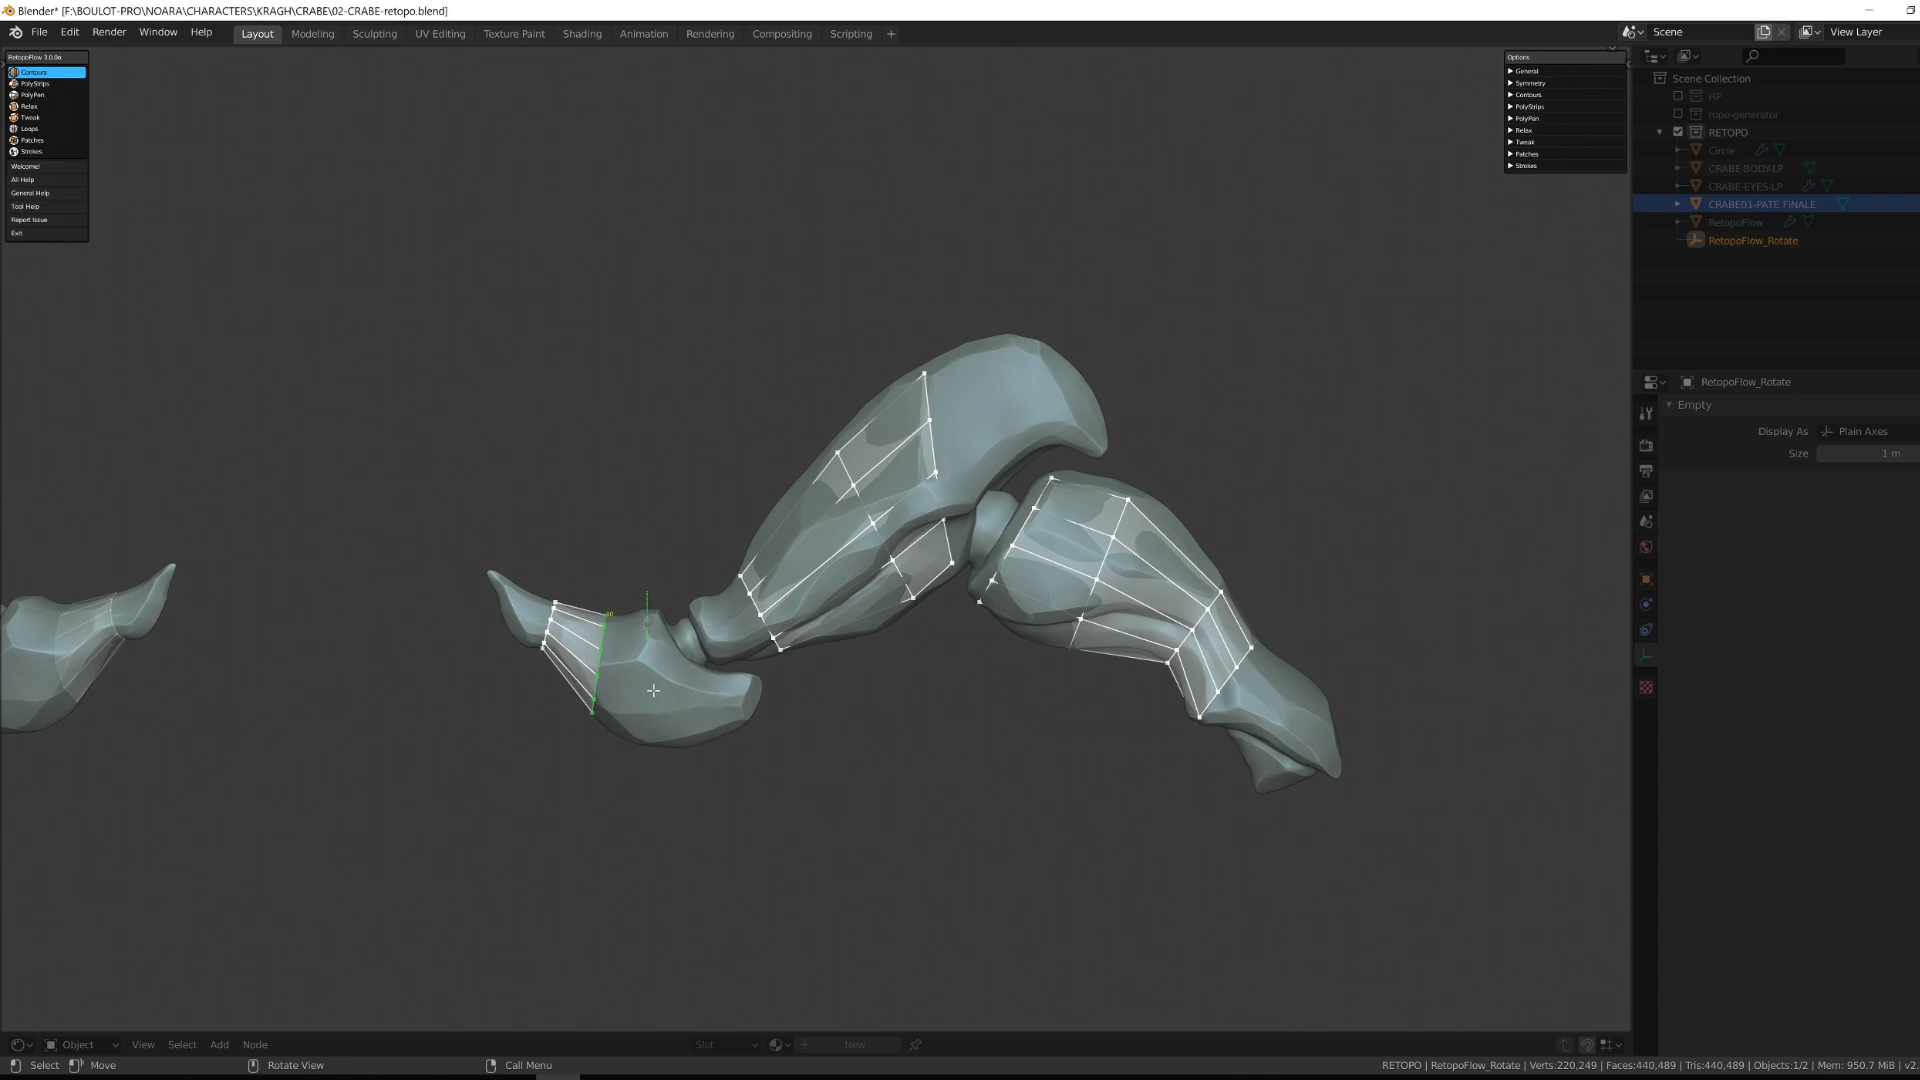 Blender* [F:\BOULOT-PRO\NOARA\CHARACTERS\KRAGH\CRABE\02-CRABE-retopo.blend]
File Edit Render Window Help
Layout Modeling Sculpting UV Editing Texture Paint Shading Animation Rendering Compositing Scripting +
Scene
View Layer
RetopoFlow 3.0.0α
Contours
PolyStrips
PolyPen
Relax
Tweak
Loops
Patches
Strokes
Welcome!
All Help
General Help
Tool Help
Report Issue
Exit
Options
General
Symmetry
Contours
PolyStrips
PolyPen
Relax
Tweak
Patches
Strokes
Scene Collection
HP
rope-generator
RETOPO
Circle
CRABE-BODY-LP
CRABE-EYES-LP
CRABE01-PATE FINALE
RetopoFlow
RetopoFlow_Rotate
RetopoFlow_Rotate
Empty
Display As Plain Axes
Size 1 m
10
Object View Select Add Node
Slot
New
Select Move Rotate View Call Menu
RETOPO | RetopoFlow_Rotate | Verts:220,249 | Faces:440,489 | Tris:440,489 | Objects:1/2 | Mem: 950.7 MiB | v2.